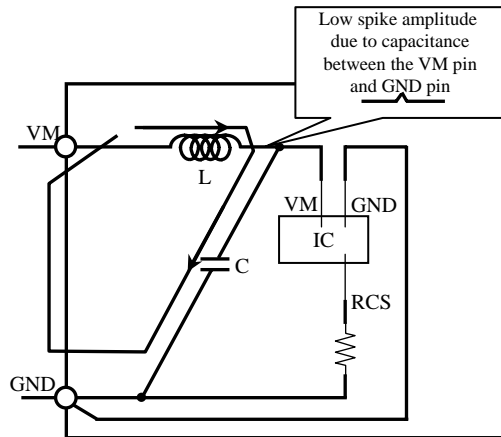 Low spike amplitude
due to capacitance
between the VM pin
and GND pin
VM
L
VM
GND
IC
C
RCS
GND